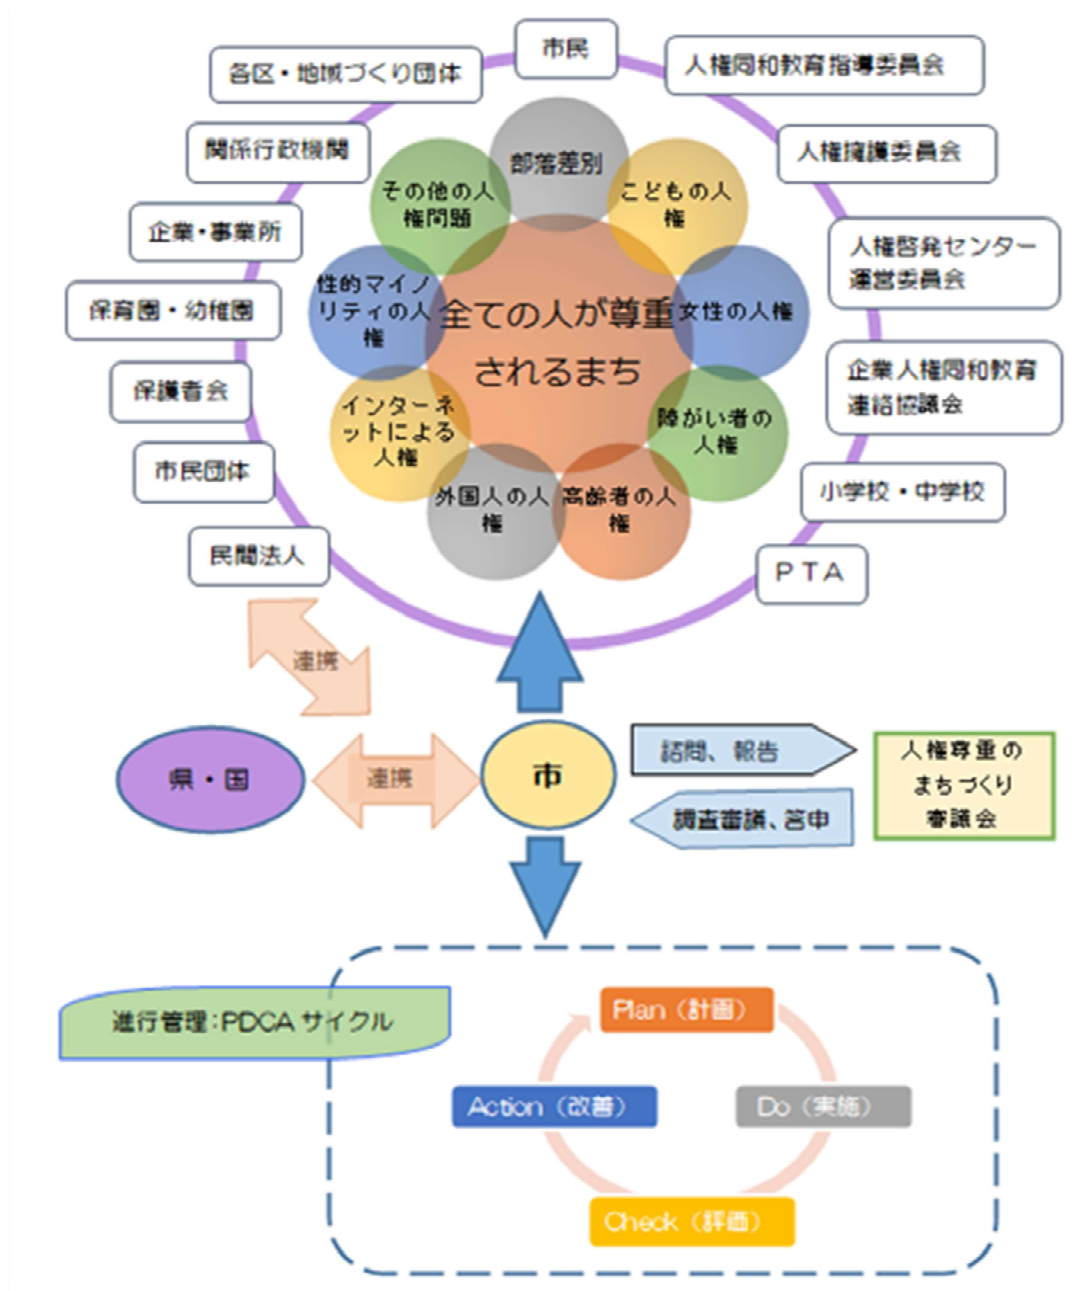 市民
各区・地域づくり団体
人権同和教育指導委員会
関係行政機関
人権擁護委員会
企業・事業所
人権啓発センター
運営委員会
保育園・幼稚園
企業人権同和教育
連絡協議会
保護者会
市民団体
小学校・中学校
民間法人
PTA
部落差別
その他の人
権問題
こどもの人
権
性的マイノ
リティの人
権
全ての人が尊重
されるまち
女性の人権
インターネ
ットによる
人権
障がい者の
人権
外国人の人
権
高齢者の人
権
連携
県・国
連携
市
諮問、報告
調査審議、答申
人権尊重の
まちづくり
審議会
進行管理：PDCAサイクル
Plan（計画）
Action（改善）
Do（実施）
Check（評価）